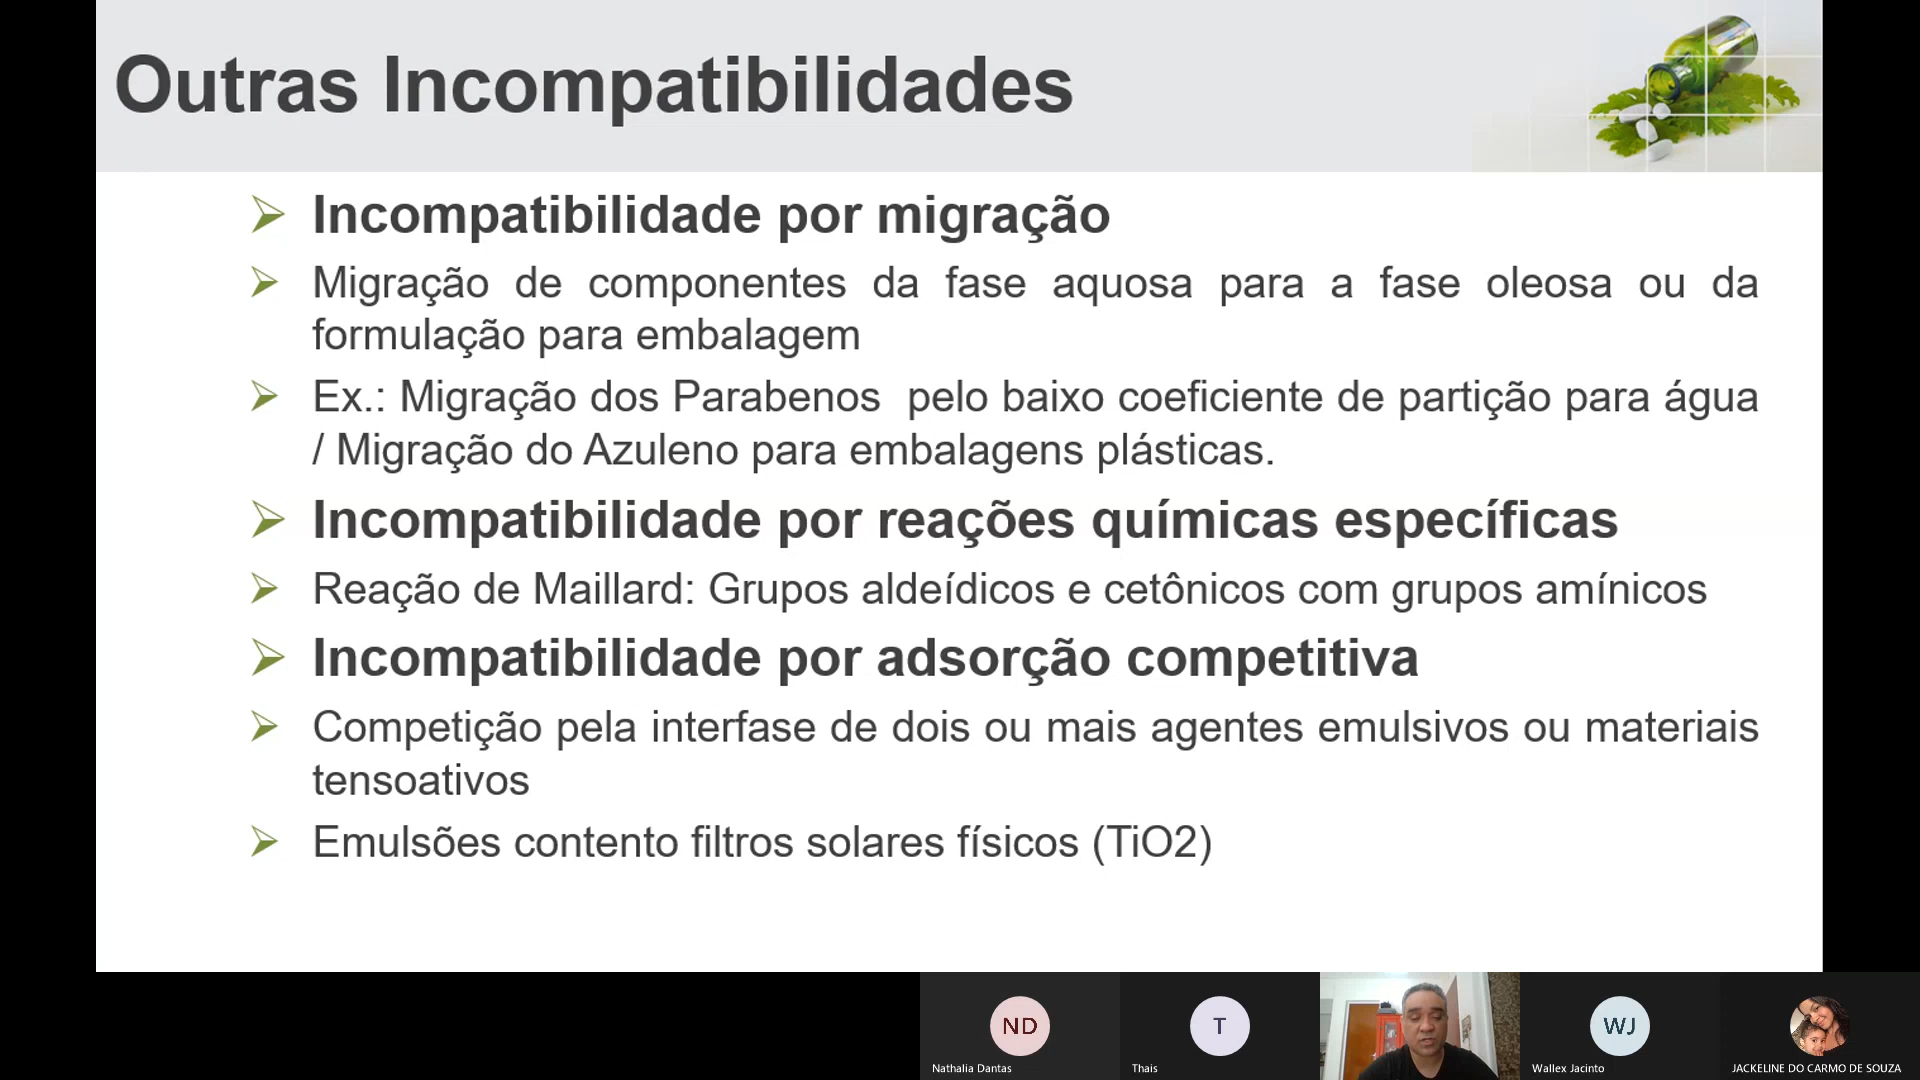 Outras Incompatibilidades
Incompatibilidade por migração
Migração de componentes da fase aquosa para a fase oleosa ou da
formulação para embalagem
Ex.: Migração dos Parabenos pelo baixo coeficiente de partição para água
/ Migração do Azuleno para embalagens plásticas.
Incompatibilidade por reações químicas específicas
Reação de Maillard: Grupos aldeídicos e cetônicos com grupos amínicos
Incompatibilidade por adsorção competitiva
Competição pela interfase de dois ou mais agentes emulsivos ou materiais
tensoativos
Emulsões contento filtros solares físicos (TiO2)
ND
T
WJ
Nathalia Dantas
Thais
Wallex Jacinto
JACKELINE DO CARMO DE SOUZA